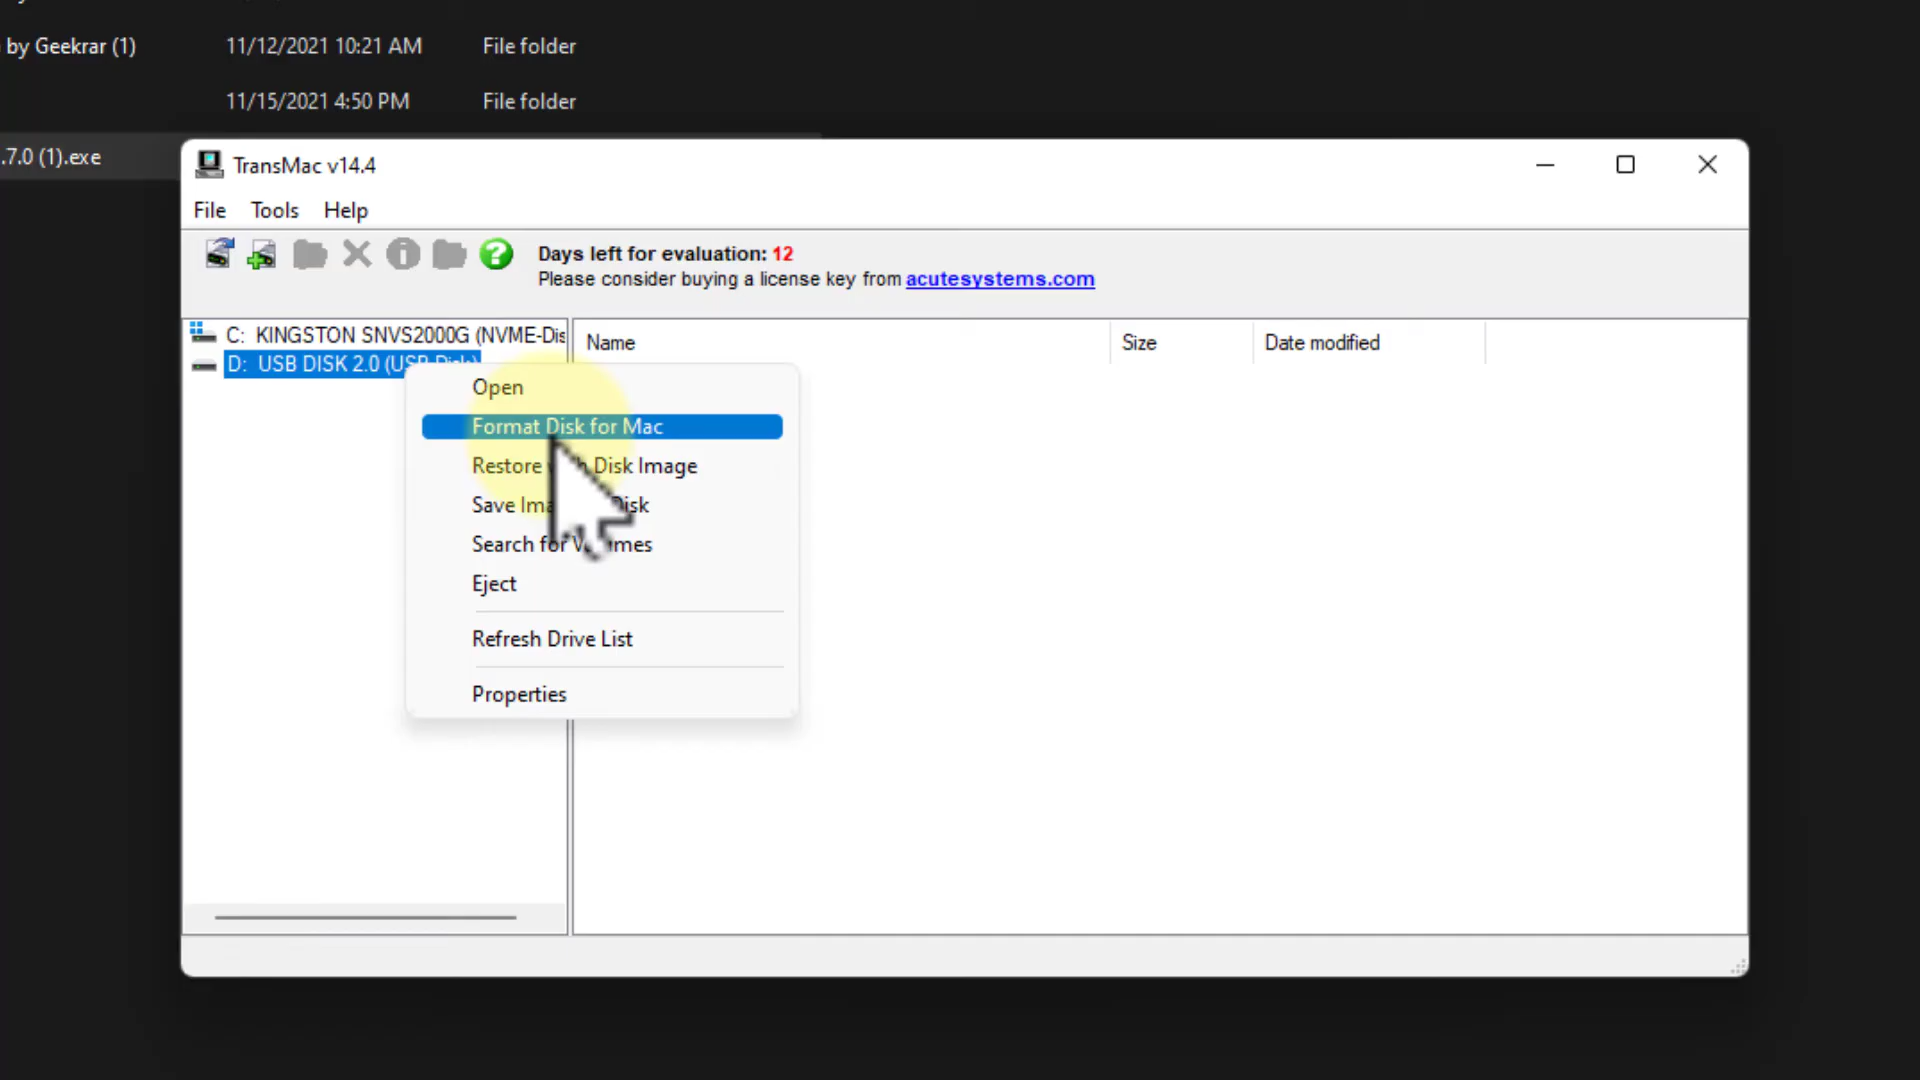 by Geekrar (1) 11/12/2021 10:21 AM File folder
11/15/2021 4:50 PM File folder
.7.0 (1).exe
TransMac v14.4
File Tools Help
Days left for evaluation: 12
Please consider buying a license key from acutesystems.com
C: KINGSTON SNVS2000G (NVME-Dis
Name Size Date modified
D: USB DISK 2.0 (USB Disk)
Open
Format Disk for Mac
Restore Disk Image
Save Disk
Search for
Eject
Refresh Drive List
Properties